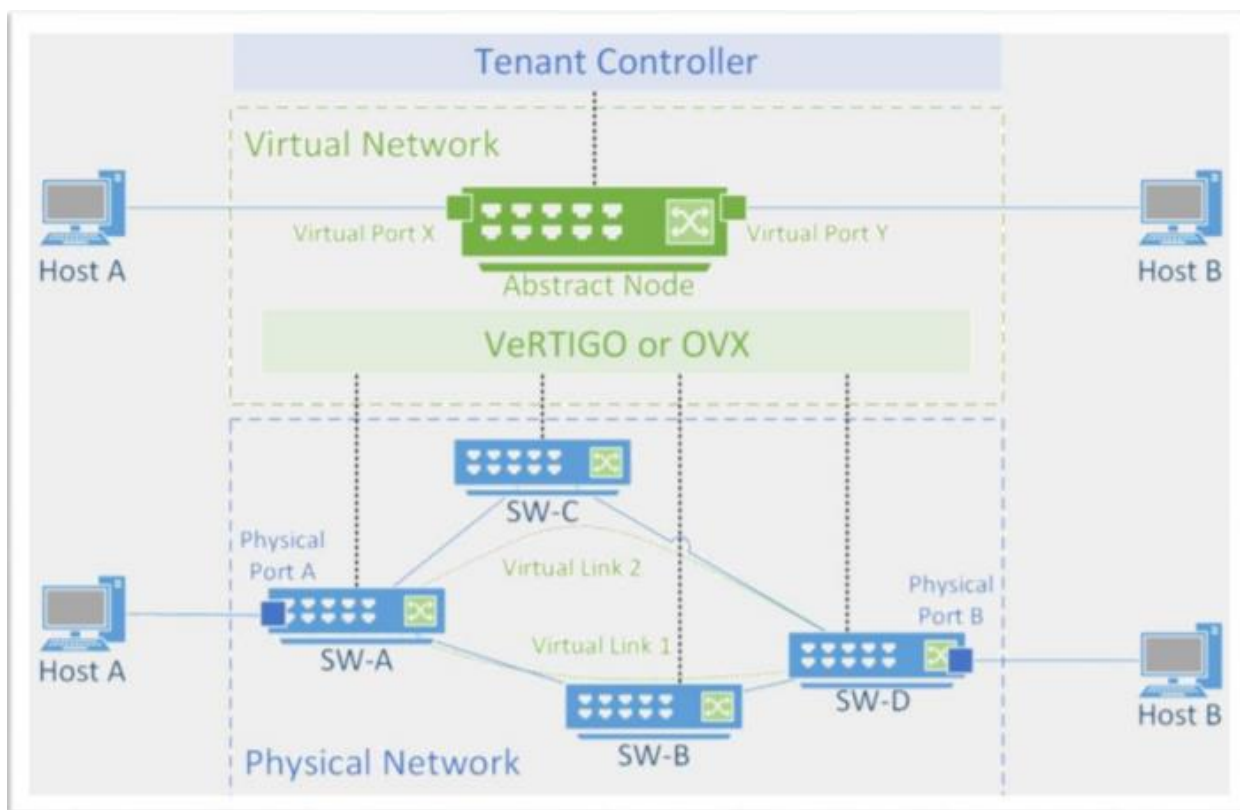 Tenant Controller
Virtual Network
Virtual Port X
Virtual Port Y
Host A
Host B
Abstract Node
VeRTIGO or OVX
SW-C
Physical
Port A
Virtual Link 2
Physical
Port B
Virtual Link 1
SW-A
Host A
SW-D
Host B
SW-B
Physical Network